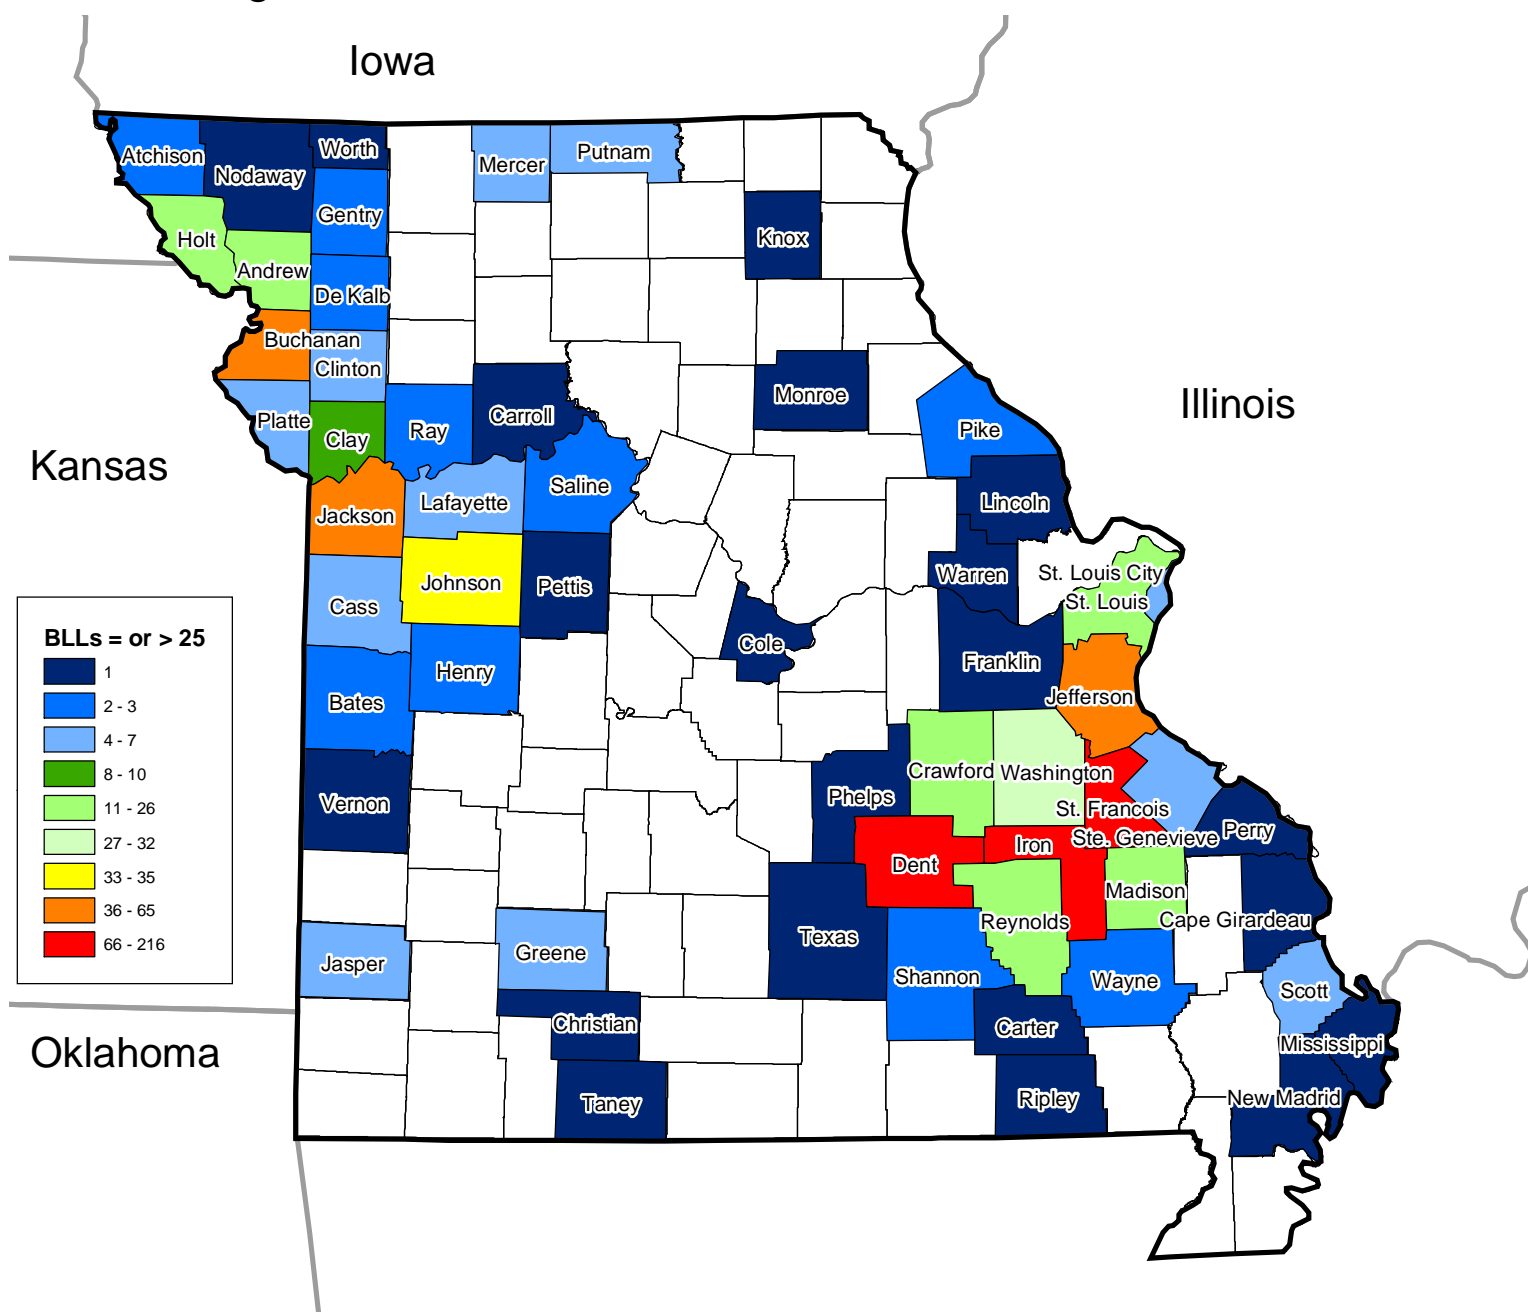 Iowa
Worth
Atchison
Nodaway
Mercer
Putnam
Gentry
Holt
Knox
Andrew
De Kalb
Buchanan
Clinton
Monroe
Illinois
Platte
Carroll
Clay
Ray
Pike
Kansas
Saline
Lafayette
Lincoln
Jackson
St. Louis City
Johnson
Pettis
Warren
Cass
St. Louis
BLLs = or > 25
1
2 - 3
4 - 7
8 - 10
11 - 26
27 - 32
33 - 35
36 - 65
66 - 216
Cole
Franklin
Henry
Bates
Jefferson
Crawford
Washington
Phelps
Vernon
St. Francois
Ste. Genevieve
Perry
Iron
Dent
Madison
Reynolds
Cape Girardeau
Texas
Greene
Jasper
Shannon
Wayne
Scott
Christian
Carter
Mississippi
Oklahoma
Taney
Ripley
New Madrid